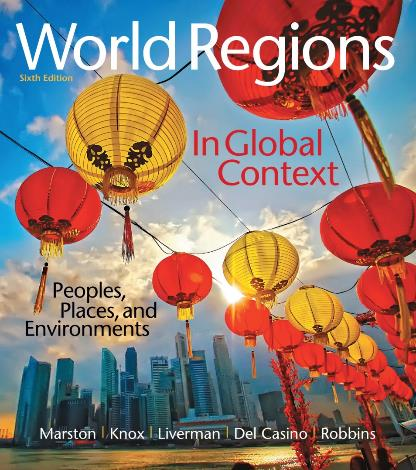 World Regions
Sixth Edition
In Global
Context
Peoples,
Places, and
Environments
Marston | Knox | Liverman | Del Casino | Robbins